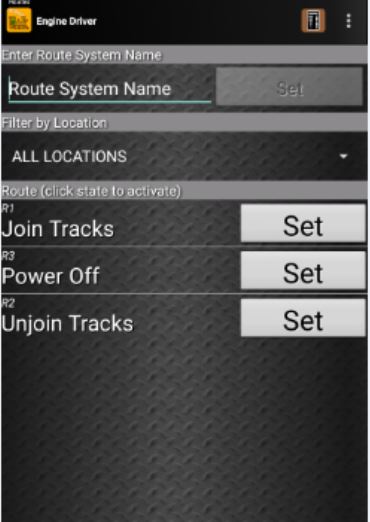 Engine Driver
Enter Route System Name
Route System Name
Set
Filter by Location
ALL LOCATIONS
Route (click state to activate)
R1
Join Tracks
Set
R3
Power Off
Set
R2
Unjoin Tracks
Set